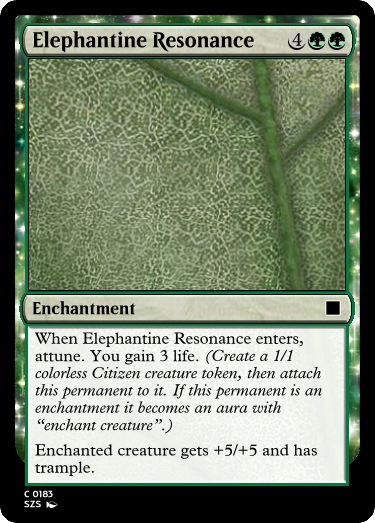 Elephantine Resonance 4
Enchantment
When Elephantine Resonance enters,
attune. You gain 3 life. (Create a 1/1
colorless Citizen creature token, then attach
this permanent to it. If this permanent is an
enchantment it becomes an aura with
“enchant creature”.)
Enchanted creature gets +5/+5 and has
trample.
C 0183
SZS